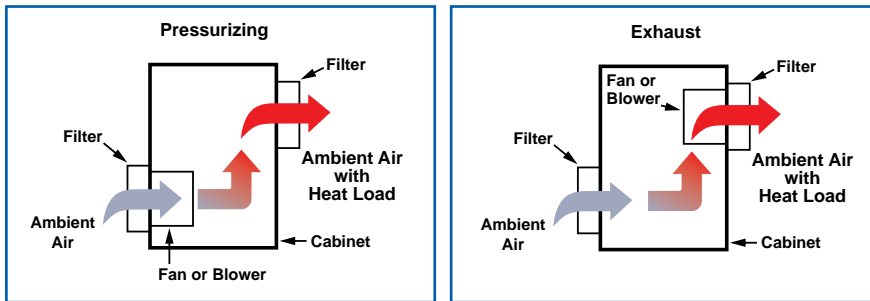 Pressurizing
Filter
Filter
Ambient Air
with
Heat Load
Ambient
Air
Cabinet
Fan or Blower
Exhaust
Fan or
Blower
Filter
Filter
Ambient Air
with
Heat Load
Ambient
Air
Cabinet